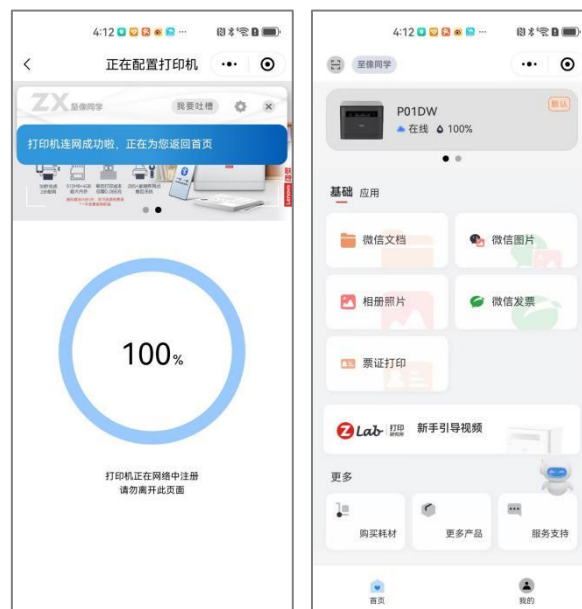 4:12
正在配置打印机
ZX 至像同学
我要吐槽
打印机连网成功啦，正在为您返回首页
联想
Lenovo
100%
打印机正在网络中注册
请勿离开此页面
4:12
至像同学
P01DW
默认
在线 100%
基础 应用
微信文档
微信图片
相册照片
微信发票
票证打印
Z Lab 打印
新手引导视频
更多
购买耗材
更多产品
服务支持
首页
我的